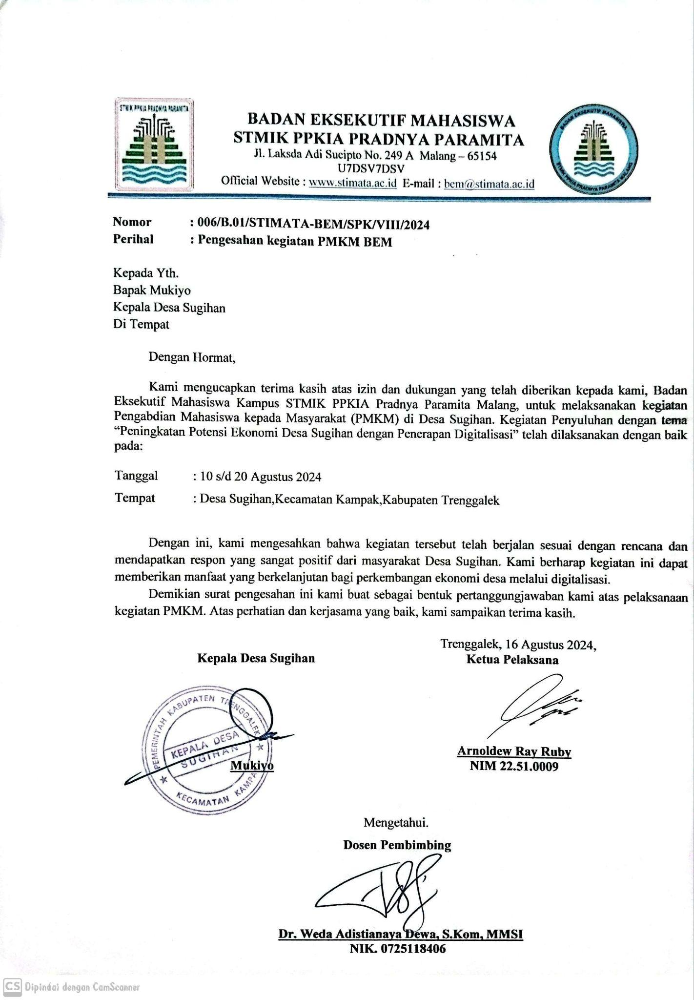 STMIK PPKIA PRADNYA PARAMITA
BADAN EKSEKUTIF MAHASISWA
STMIK PPKIA PRADNYA PARAMITA
Jl. Laksda Adi Sucipto No. 249 A Malang – 65154
U7DSV7DSV
Official Website : www.stimata.ac.id E-mail : bem@stimata.ac.id
BADAN EKSEKUTIF MAHASISWA
STMIK PPKIA PRADNYA PARAMITA MALANG
Nomor : 006/B.01/STIMATA-BEM/SPK/VIII/2024
Perihal : Pengesahan kegiatan PMKM BEM
Kepada Yth.
Bapak Mukiyo
Kepala Desa Sugihan
Di Tempat
Dengan Hormat,
Kami mengucapkan terima kasih atas izin dan dukungan yang telah diberikan kepada kami, Badan
Eksekutif Mahasiswa Kampus STMIK PPKIA Pradnya Paramita Malang, untuk melaksanakan kegiatan
Pengabdian Mahasiswa kepada Masyarakat (PMKM) di Desa Sugihan. Kegiatan Penyuluhan dengan tema
“Peningkatan Potensi Ekonomi Desa Sugihan dengan Penerapan Digitalisasi” telah dilaksanakan dengan baik
pada:
Tanggal : 10 s/d 20 Agustus 2024
Tempat : Desa Sugihan,Kecamatan Kampak,Kabupaten Trenggalek
Dengan ini, kami mengesahkan bahwa kegiatan tersebut telah berjalan sesuai dengan rencana dan
mendapatkan respon yang sangat positif dari masyarakat Desa Sugihan. Kami berharap kegiatan ini dapat
memberikan manfaat yang berkelanjutan bagi perkembangan ekonomi desa melalui digitalisasi.
Demikian surat pengesahan ini kami buat sebagai bentuk pertanggungjawaban kami atas pelaksanaan
kegiatan PMKM. Atas perhatian dan kerjasama yang baik, kami sampaikan terima kasih.
Trenggalek, 16 Agustus 2024,
Kepala Desa Sugihan
Ketua Pelaksana
PEMERINTAH KABUPATEN TRENGGALEK
KEPALA DESA
SUGIHAN
KECAMATAN KAMPA
Mukiyo
Arnoldew Ray Ruby
NIM 22.51.0009
Mengetahui.
Dosen Pembimbing
Dr. Weda Adistianaya Dewa, S.Kom, MMSI
NIK. 0725118406
CS Dipindai dengan CamScanner